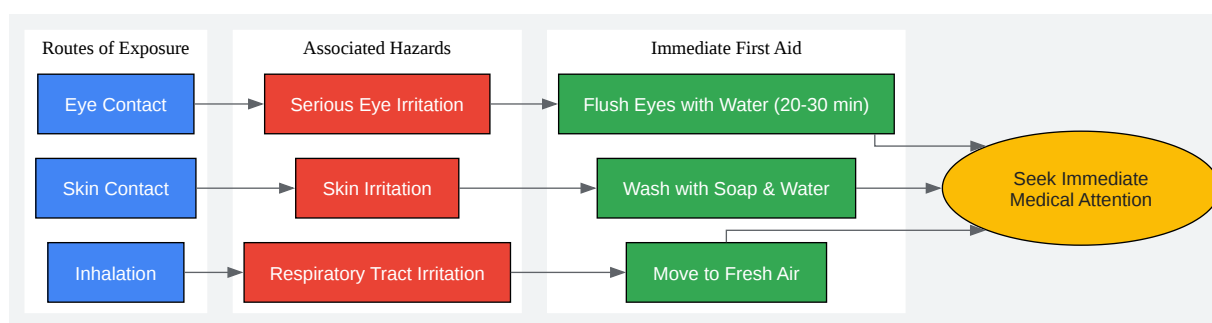 Routes of Exposure
Associated Hazards
Immediate First Aid
Eye Contact
Serious Eye Irritation
Flush Eyes with Water (20-30 min)
Skin Contact
Skin Irritation
Wash with Soap & Water
Seek Immediate
Medical Attention
Inhalation
Respiratory Tract Irritation
Move to Fresh Air